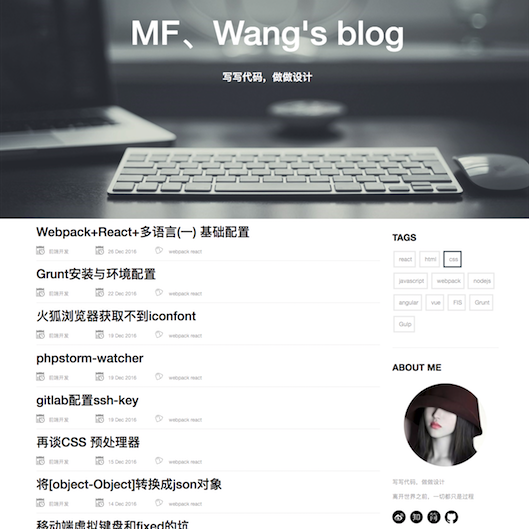 MF、Wang's blog
写写代码，做做设计
Webpack+React+多语言(一) 基础配置
前端开发 26 Dec 2016 webpack react
Grunt安装与环境配置
前端开发 22 Dec 2016 webpack react
火狐浏览器获取不到iconfont
前端开发 19 Dec 2016 webpack react
phpstorm-watcher
前端开发 19 Dec 2016 webpack react
gitlab配置ssh-key
前端开发 19 Dec 2016 webpack react
再谈CSS 预处理器
前端开发 15 Dec 2016 webpack react
将[object-Object]转换成json对象
前端开发 14 Dec 2016 webpack react
移动端虚拟键盘和fixed的坑
TAGS
react html css
javascript webpack nodejs
angular vue FIS Grunt
Gulp
ABOUT ME
写写代码，做做设计
离开世界之前，一切都只是过程
知 简